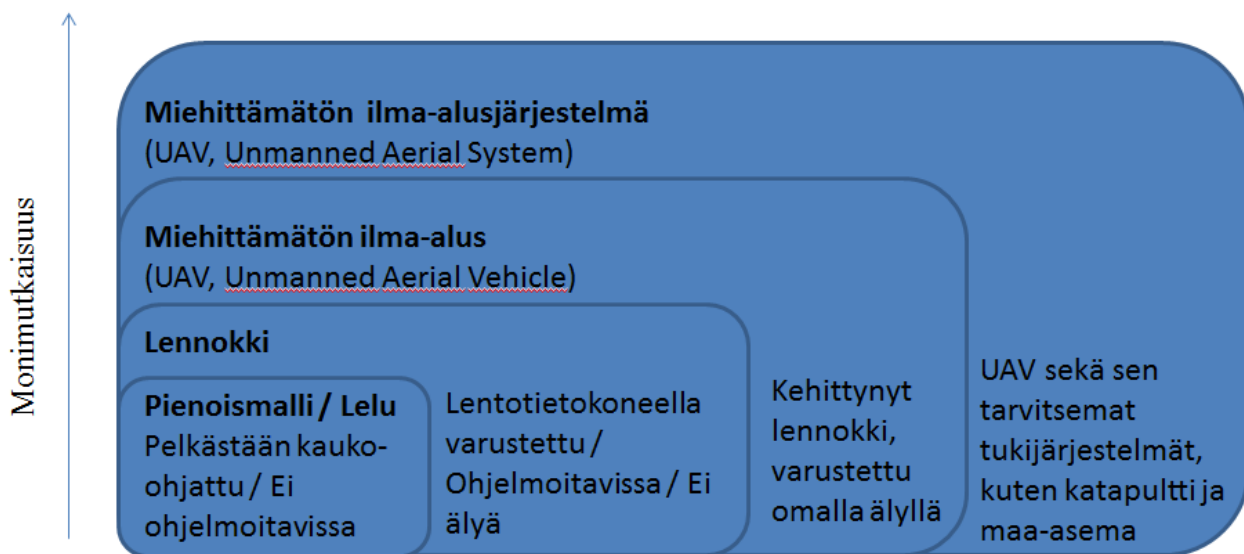 Monimutkaisuus
Miehittämätön ilma-alusjärjestelmä
(UAV, Unmanned Aerial System)
Miehittämätön ilma-alus
(UAV, Unmanned Aerial Vehicle)
Lennokki
Pienoismalli / Lelu
Pelkästään kauko-
ohjattu / Ei
ohjelmoitavissa
Lentotietokoneella
varustettu /
Ohjelmoitavissa / Ei
älyä
Kehittynyt
lennokki,
varustettu
omalla älyllä
UAV sekä sen
tarvitsemat
tukijärjestelmät,
kuten katapultti ja
maa-asema